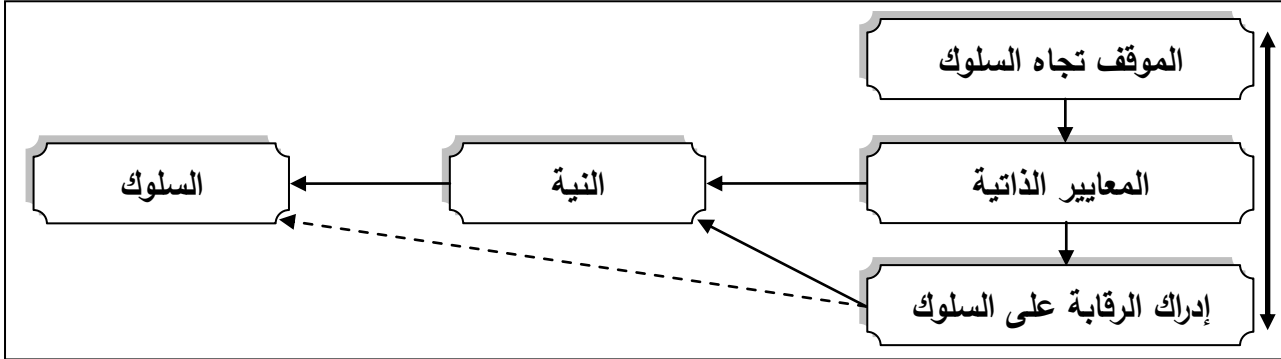 الموقف تجاه السلوك
المعايير الذاتية
النية
السلوك
إدراك الرقابة على السلوك